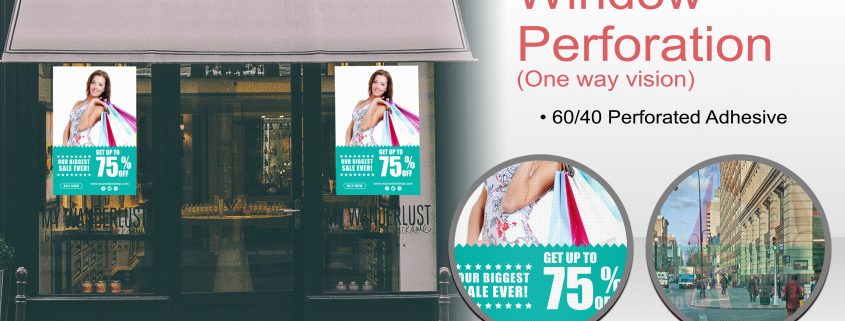 Window
Perforation
(One way vision)
• 60/40 Perforated Adhesive
OUR BIGGEST
SALE EVER!
GET UP TO
75%
OFF
BUY NOW
OUR BIGGEST
SALE EVER!
GET UP TO
75%
OFF
BUY NOW
MY WANDERLUST
WANDERLUST
OUR BIGGEST
SALE EVER!
GET UP TO
75%
OFF